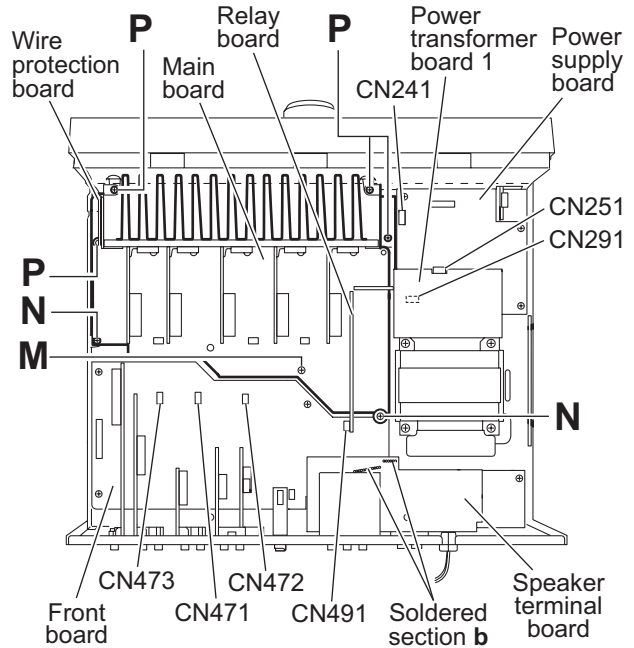 Wire
protection
board
P
Main
board
Relay
board
P
CN241
Power
transformer
board 1
Power
supply
board
CN251
CN291
P
N
M
N
CN473
CN471
CN472
CN491
Front
board
Soldered
section b
Speaker
terminal
board